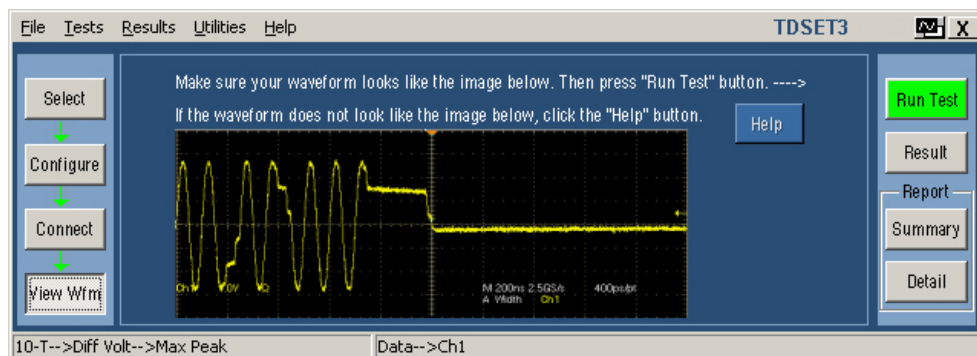 File Tests Results Utilities Help TDSET3 X
Make sure your waveform looks like the image below. Then press "Run Test" button. ---->
If the waveform does not look like the image below, click the "Help" button.
Help
Select
Configure
Connect
View Wfm
Ch1 0V Ω
M 200ns 2.5GS/s 400ps/pt
A Width Ch1
Run Test
Result
Report
Summary
Detail
10-T-->Diff Volt-->Max Peak Data-->Ch1